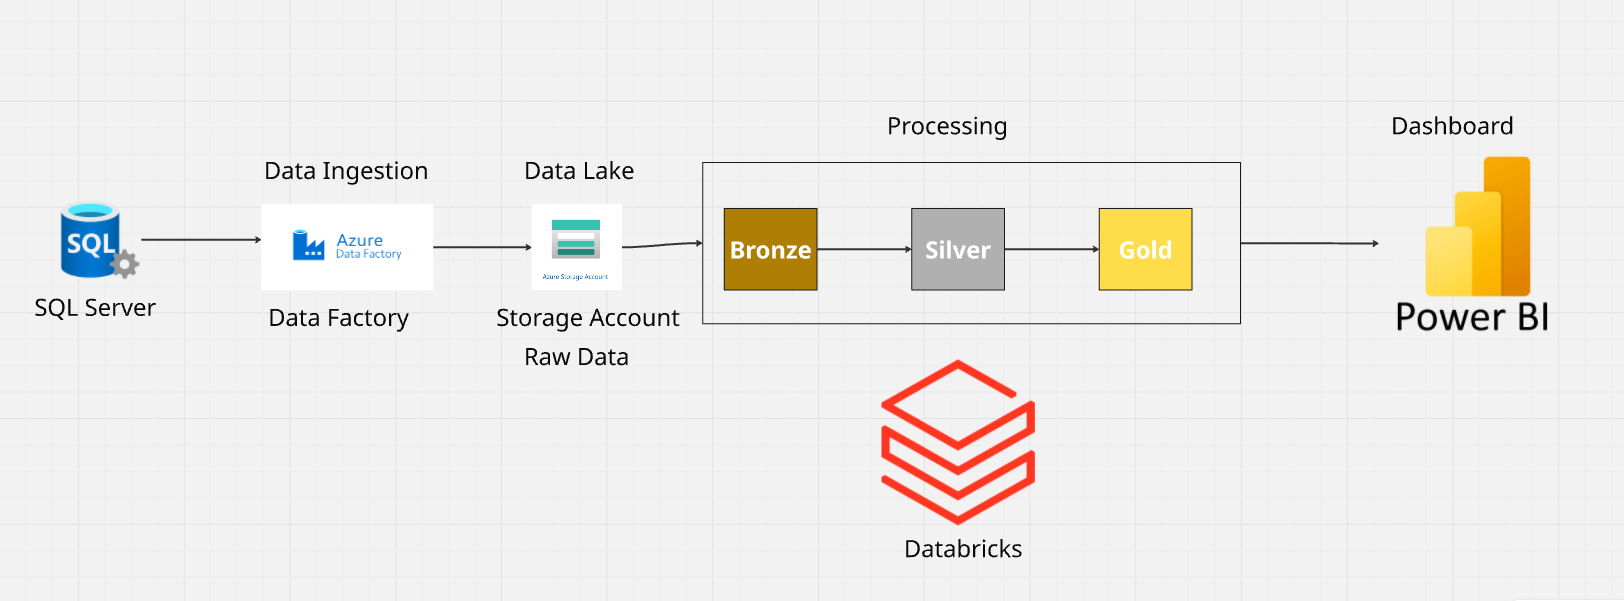 Processing
Dashboard
Data Ingestion
Data Lake
SQL
Azure
Data Factory
Azure Storage Account
Bronze
Silver
Gold
SQL Server
Data Factory
Storage Account
Raw Data
Power BI
Databricks